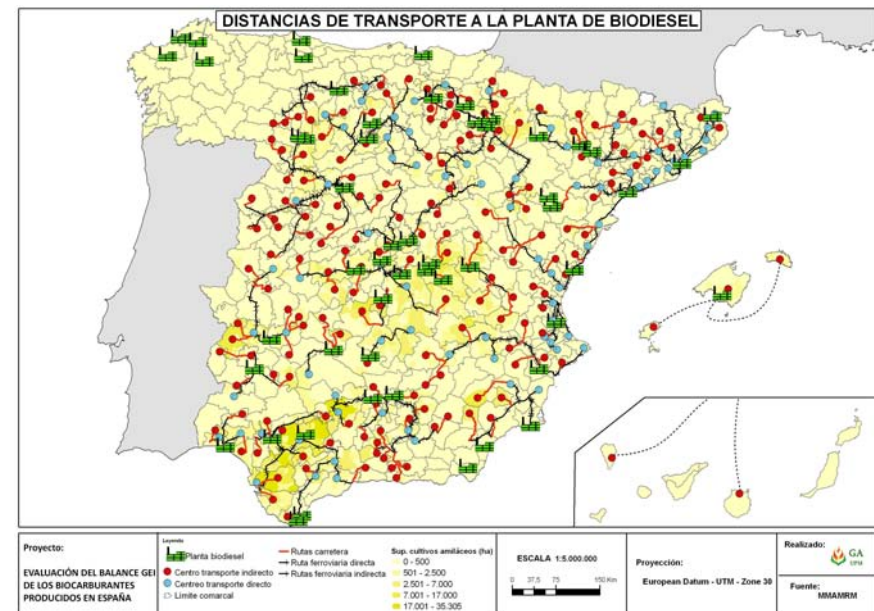 DISTANCIAS DE TRANSPORTE A LA PLANTA DE BIODIESEL
Proyecto:
EVALUACIÓN DEL BALANCE GEI
DE LOS BIOCARBURANTES
PRODUCIDOS EN ESPAÑA
Leyenda
Planta biodiesel
Centro transporte indirecto
Centreo transporte directo
Limite comarcal
Rutas carretera
Ruta ferroviaria directa
Rutas ferroviaria indirecta
Sup. cultivos amiláceos (ha)
0 - 500
501 - 2.500
2.501 - 7.000
7.001 - 17.000
17.001 - 35.305
ESCALA 1:5.000.000
0 37,5 75 150 Km
Proyección:
European Datum - UTM - Zone 30
Realizado:
GA
UPM
Fuente:
MMAMRM